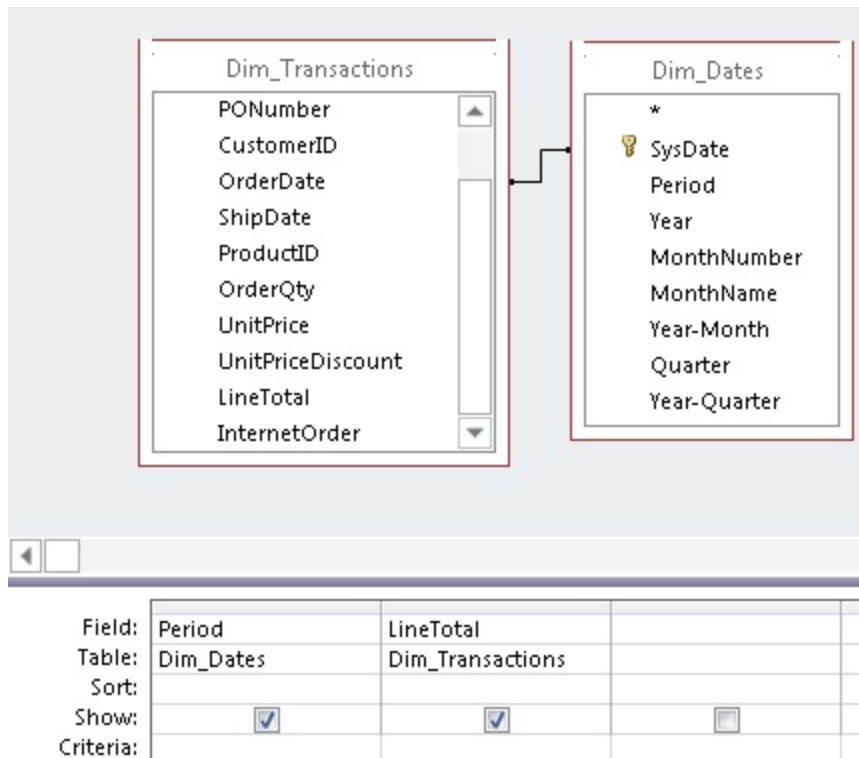 Dim_Transactions
PONumber
CustomerID
OrderDate
ShipDate
ProductID
OrderQty
UnitPrice
UnitPriceDiscount
LineTotal
InternetOrder
Dim_Dates
*
SysDate
Period
Year
MonthNumber
MonthName
Year-Month
Quarter
Year-Quarter
Field: Period LineTotal
Table: Dim_Dates Dim_Transactions
Sort:
Show:
Criteria: